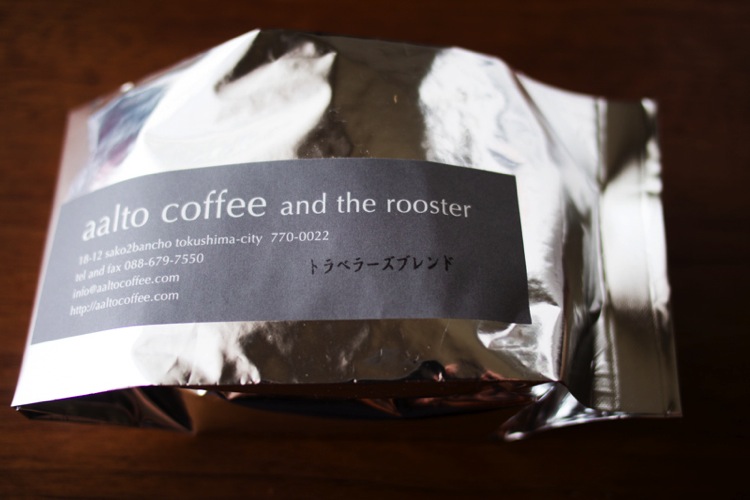 aalto coffee and the rooster
18-12 sako2bancho tokushima-city 770-0022
tel and fax 088-679-7550
info@aaltocoffee.com
http://aaltocoffee.com
トラベラーズブレンド